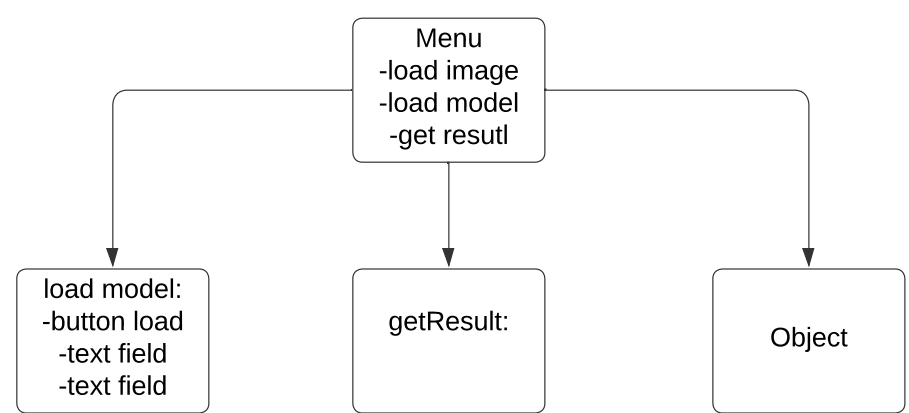 Menu
-load image
-load model
-get resutl
load model:
-button load
-text field
-text field
getResult:
Object